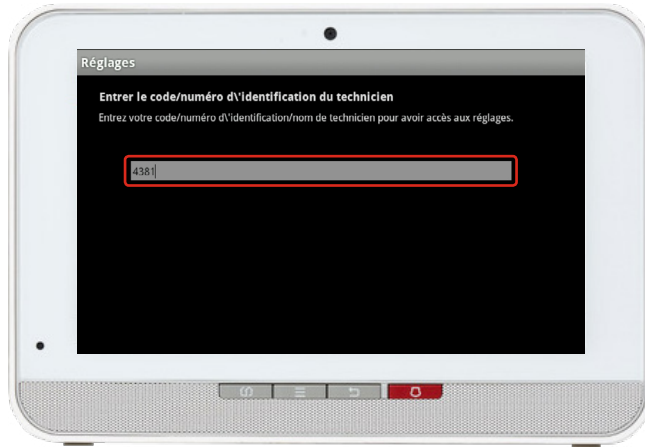 Réglages
Entrer le code/numéro d\'identification du technicien
Entrez votre code/numéro d\'identification/nom de technicien pour avoir accès aux réglages.
4381